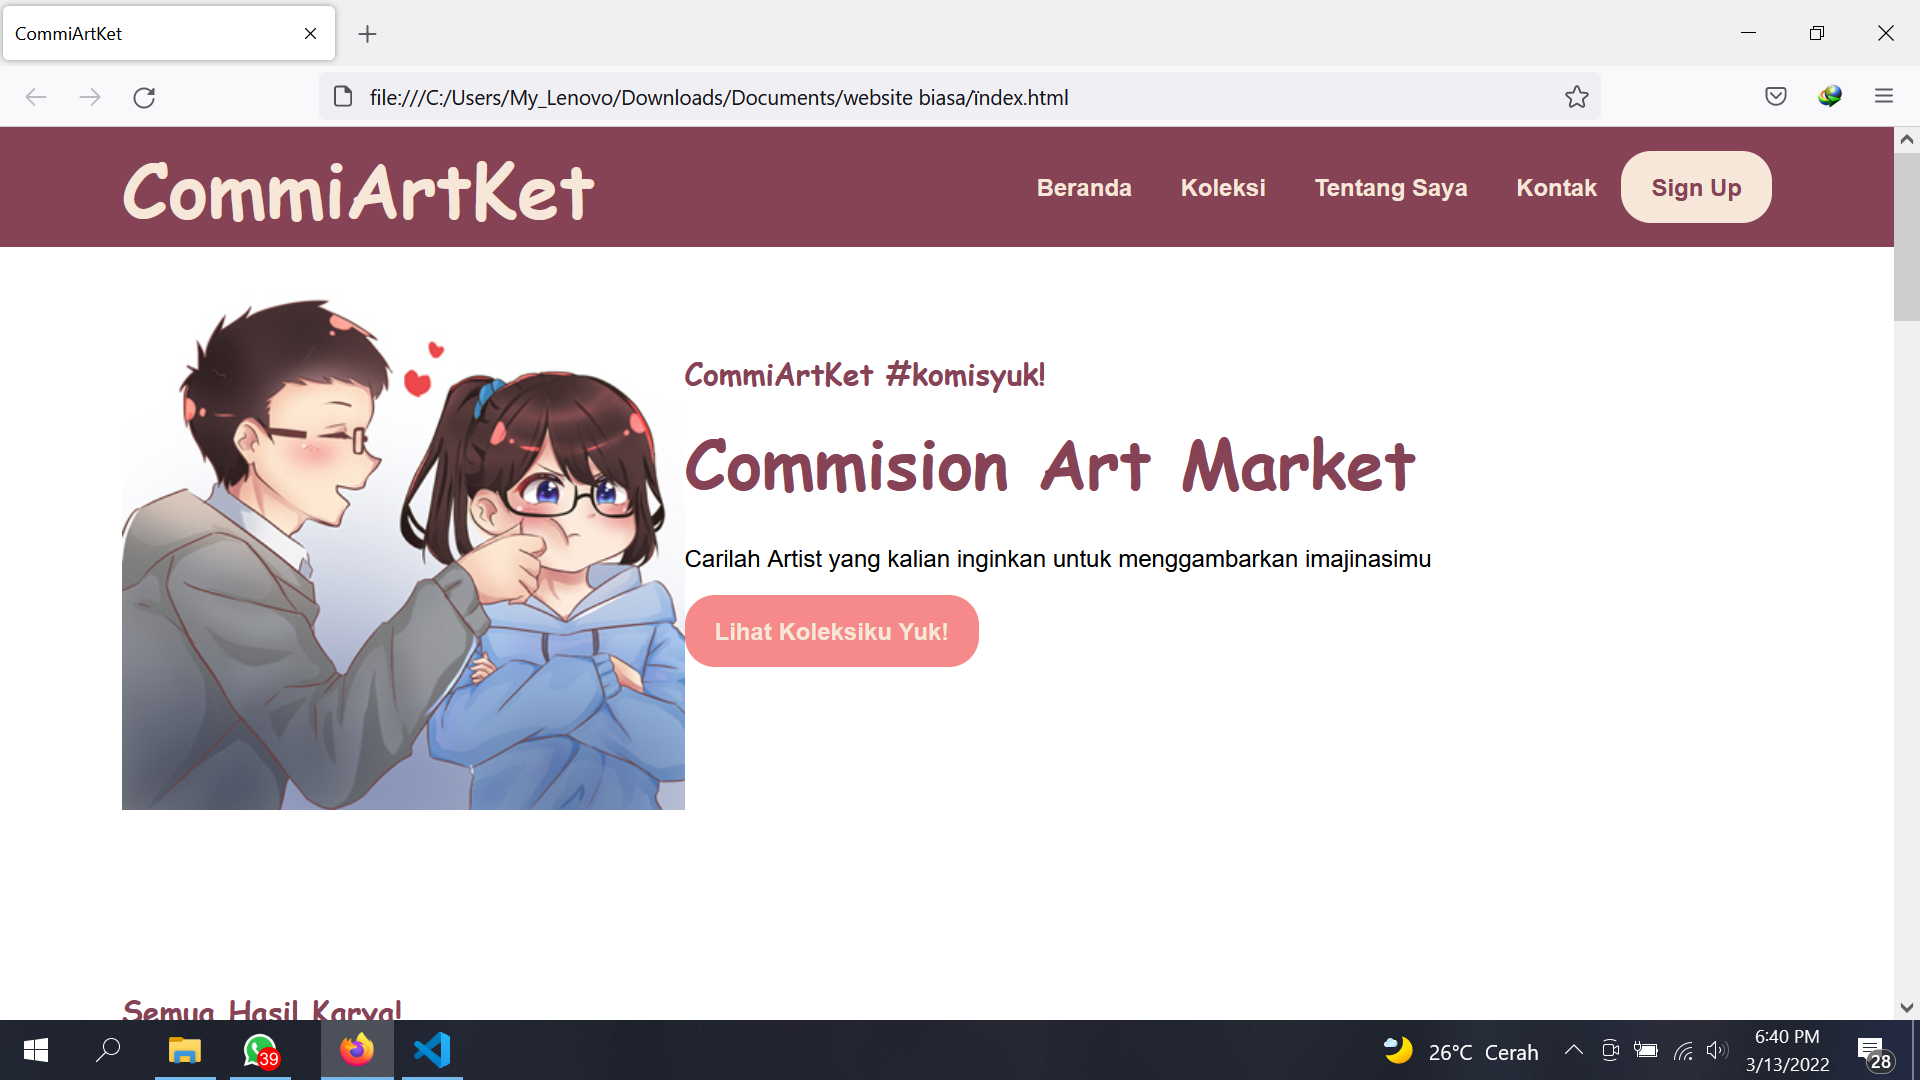 CommiArtKet
file:///C:/Users/My_Lenovo/Downloads/Documents/website biasa/ïndex.html
CommiArtKet
Beranda
Koleksi
Tentang Saya
Kontak
Sign Up
CommiArtKet #komisyuk!
Commision Art Market
Carilah Artist yang kalian inginkan untuk menggambarkan imajinasimu
Lihat Koleksiku Yuk!
Semua Hasil Karya!
39
26°C Cerah
6:40 PM
3/13/2022
28